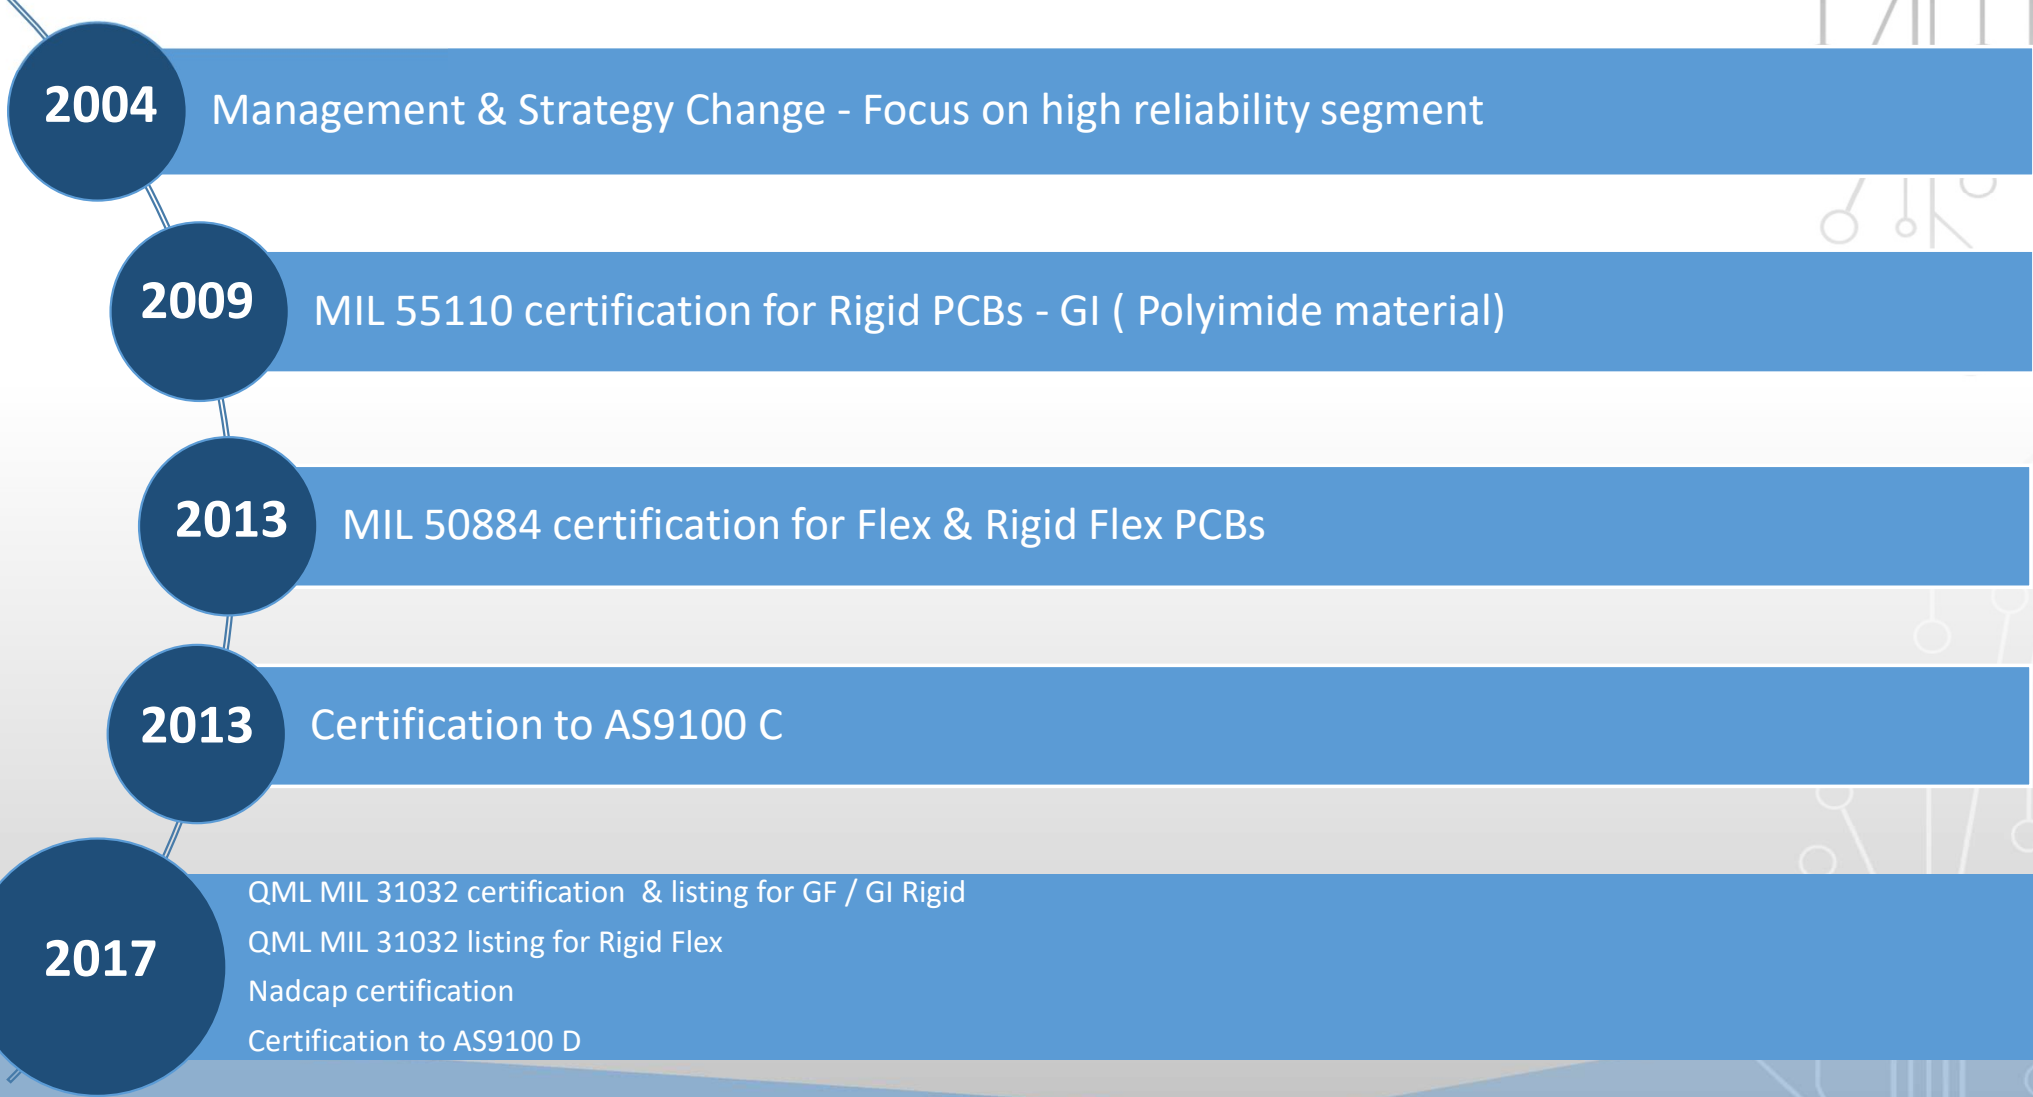 2004
Management & Strategy Change - Focus on high reliability segment
2009
MIL 55110 certification for Rigid PCBs - GI ( Polyimide material)
2013
MIL 50884 certification for Flex & Rigid Flex PCBs
2013
Certification to AS9100 C
2017
QML MIL 31032 certification  & listing for GF / GI Rigid
QML MIL 31032 listing for Rigid Flex
Nadcap certification
Certification to AS9100 D